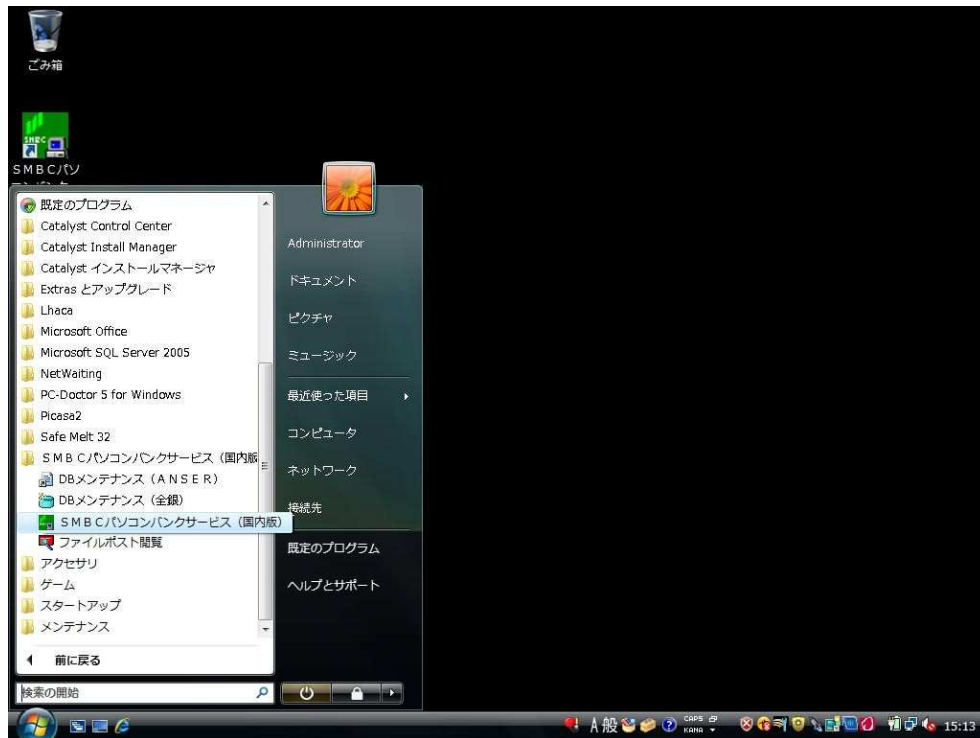 ごみ箱
SMBC
ＳＭＢＣパソ
既定のプログラム
Catalyst Control Center
Catalyst Install Manager
Catalyst インストールマネージャ
Extras とアップグレード
Lhaca
Microsoft Office
Microsoft SQL Server 2005
NetWaiting
PC-Doctor 5 for Windows
Picasa2
Safe Melt 32
ＳＭＢＣパソコンバンクサービス（国内版
DBメンテナンス（ＡＮＳＥＲ）
DBメンテナンス（全銀）
ＳＭＢＣパソコンバンクサービス（国内版）
ファイルポスト閲覧
アクセサリ
ゲーム
スタートアップ
メンテナンス
前に戻る
検索の開始
Administrator
ドキュメント
ピクチャ
ミュージック
最近使った項目
コンピュータ
ネットワーク
接続先
既定のプログラム
ヘルプとサポート
A 般
CAPS
KANA
15:13